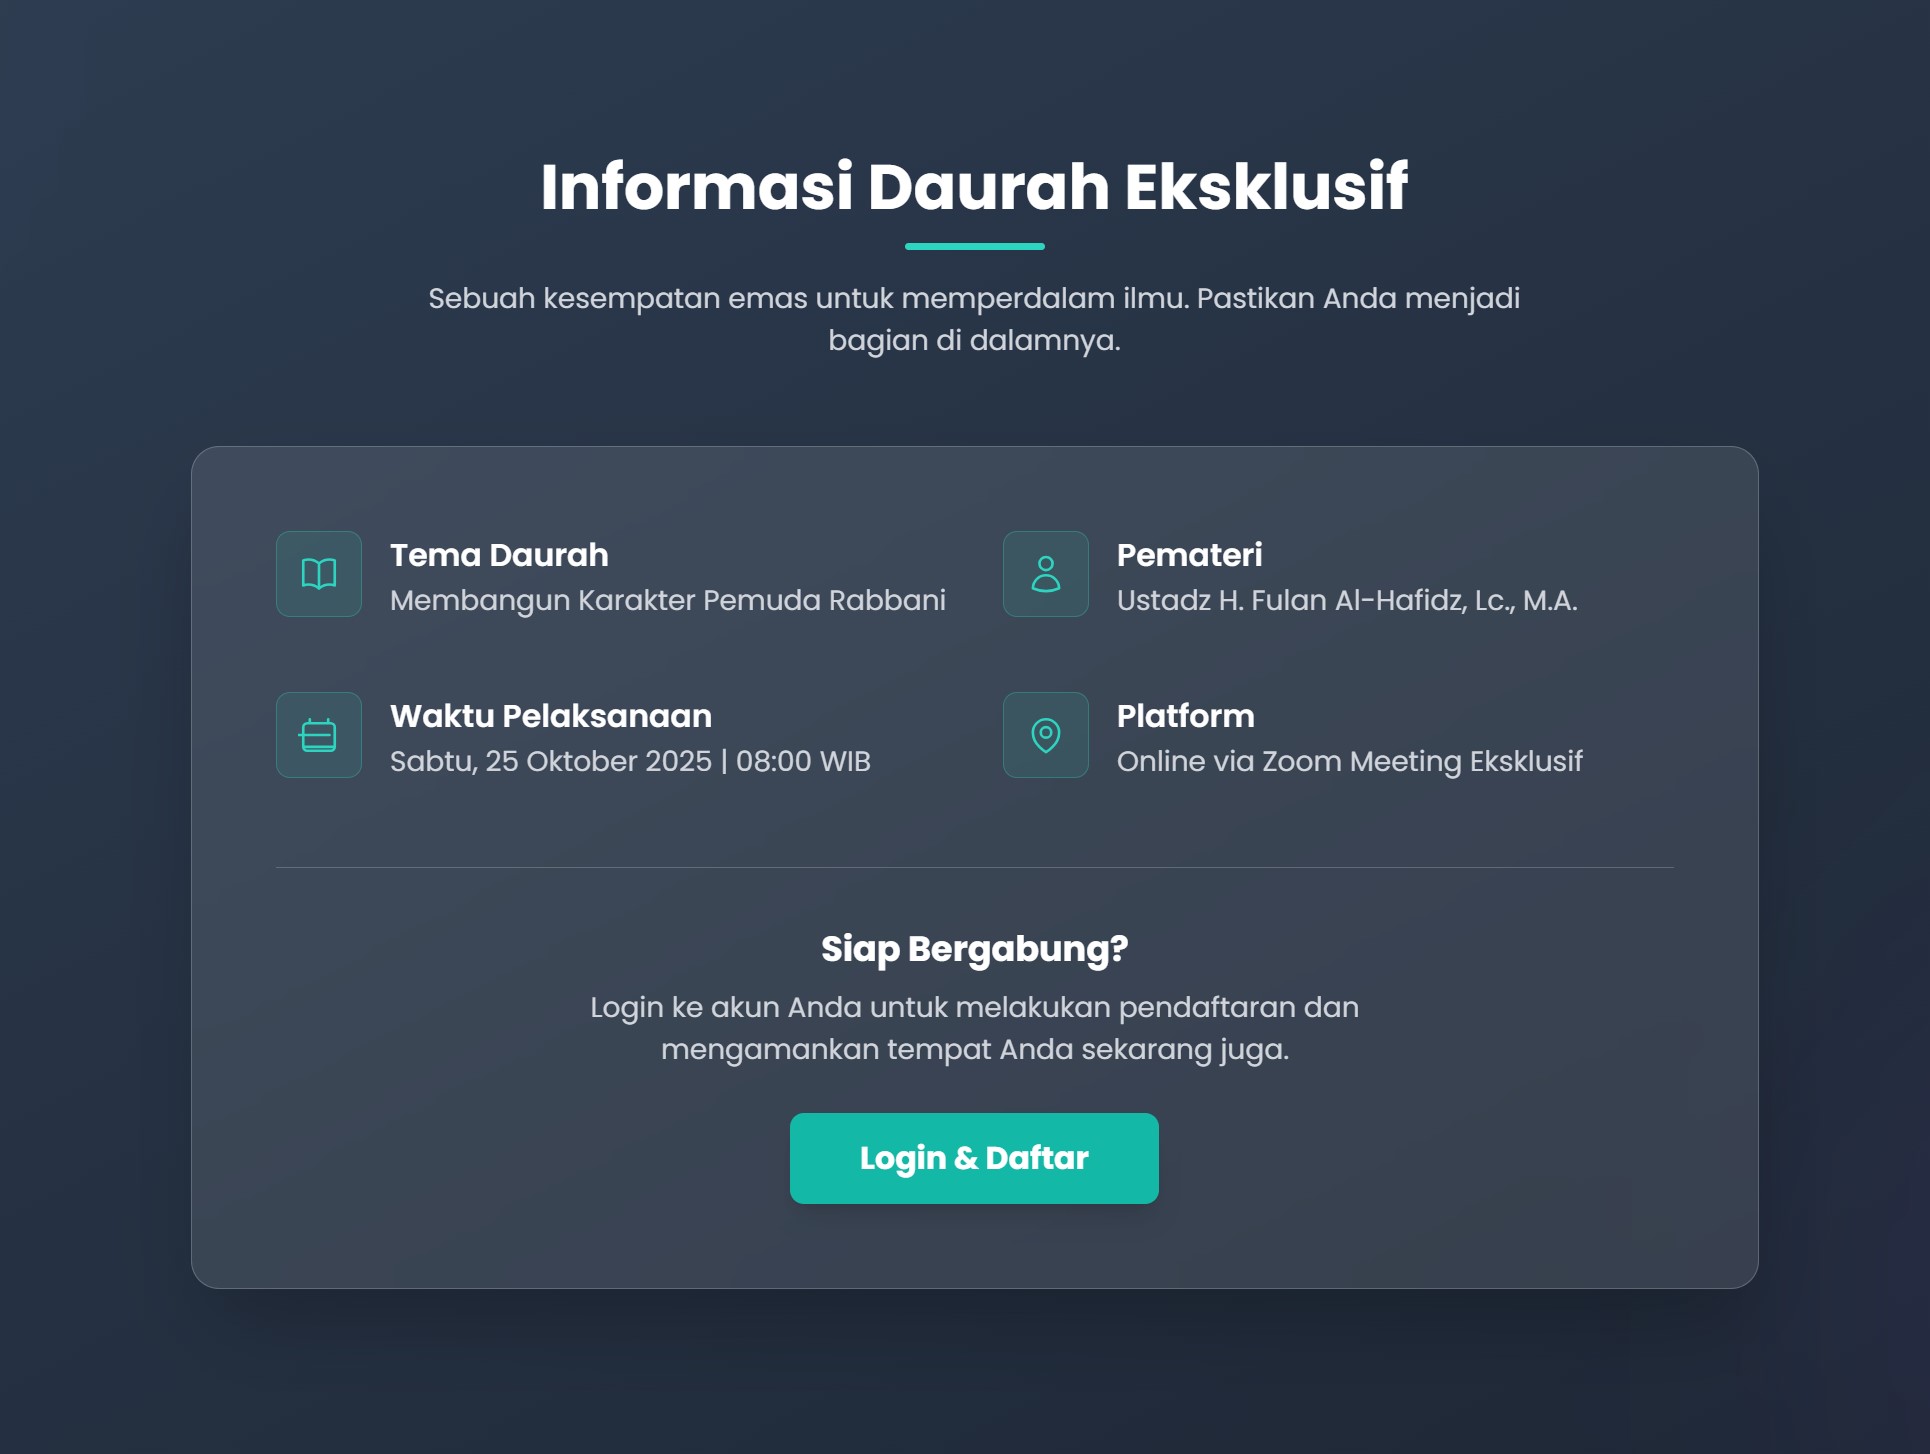 Informasi Daurah Eksklusif
Sebuah kesempatan emas untuk memperdalam ilmu. Pastikan Anda menjadi
bagian di dalamnya.
Tema Daurah
Membangun Karakter Pemuda Rabbani
Pemateri
Ustadz H. Fulan Al-Hafidz, Lc., M.A.
Waktu Pelaksanaan
Sabtu, 25 Oktober 2025 | 08:00 WIB
Platform
Online via Zoom Meeting Eksklusif
Siap Bergabung?
Login ke akun Anda untuk melakukan pendaftaran dan
mengamankan tempat Anda sekarang juga.
Login & Daftar